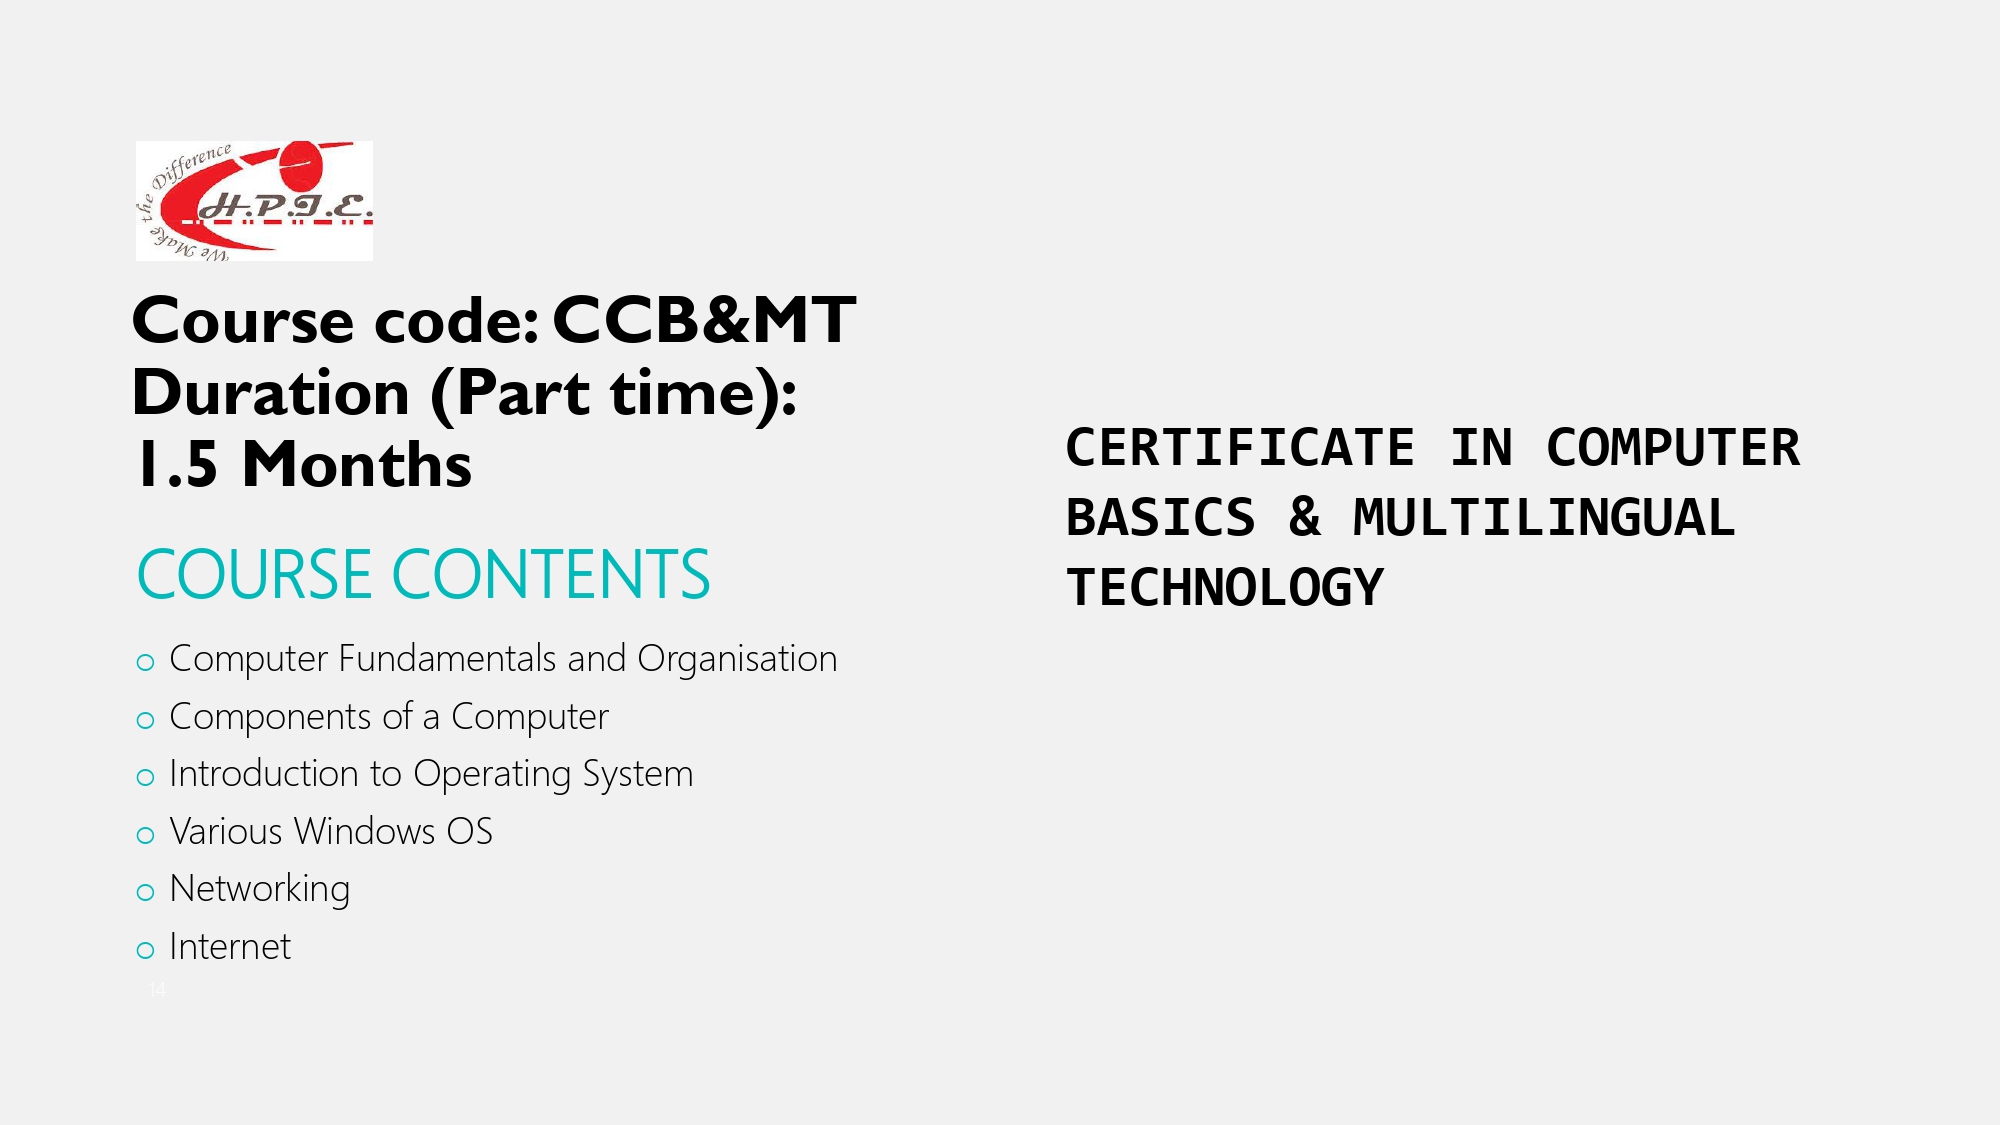 We Make the Difference
H.P.I.E.
Course code: CCB&MT
Duration (Part time):
1.5 Months
COURSE CONTENTS
o Computer Fundamentals and Organisation
o Components of a Computer
o Introduction to Operating System
o Various Windows OS
o Networking
o Internet
14
CERTIFICATE IN COMPUTER
BASICS & MULTILINGUAL
TECHNOLOGY